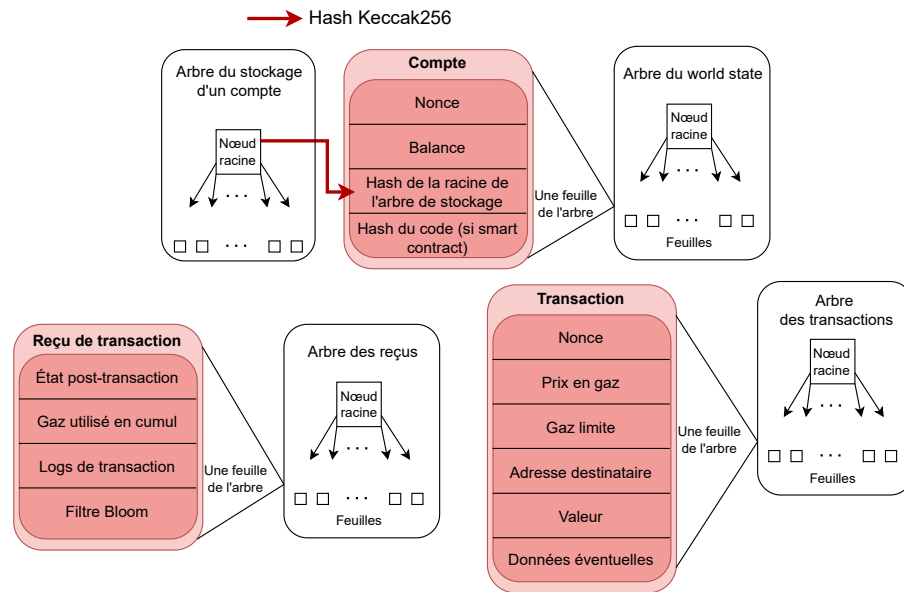 Hash Keccak256
Arbre du stockage
d'un compte
Nœud
racine
. . .
. . .
Compte
Nonce
Balance
Hash de la racine de
l'arbre de stockage
Hash du code (si smart
contract)
Une feuille
de l'arbre
Arbre du world state
Nœud
racine
. . .
. . .
Feuilles
Reçu de transaction
État post-transaction
Gaz utilisé en cumul
Logs de transaction
Filtre Bloom
Une feuille
de l'arbre
Arbre des reçus
Nœud
racine
. . .
. . .
Feuilles
Transaction
Nonce
Prix en gaz
Gaz limite
Adresse destinataire
Valeur
Données éventuelles
Une feuille
de l'arbre
Arbre
des transactions
Nœud
racine
. . .
. . .
Feuilles